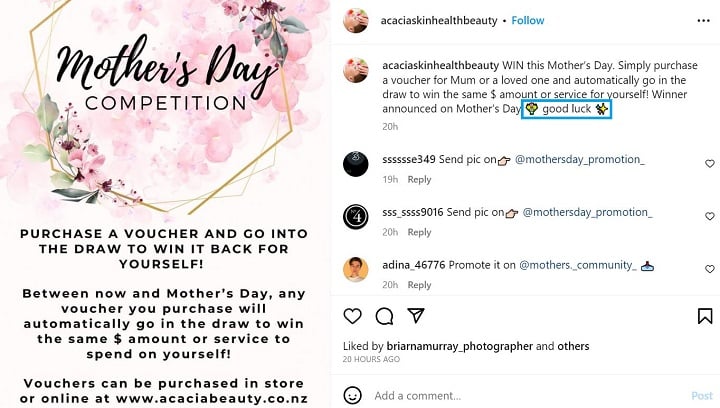 Mother's Day
COMPETITION
PURCHASE A VOUCHER AND GO INTO
THE DRAW TO WIN IT BACK FOR
YOURSELF!
Between now and Mother's Day, any
voucher you purchase will
automatically go in the draw to win
the same $ amount or service to
spend on yourself!
Vouchers can be purchased in store
or online at www.acaciabeauty.co.nz
acaciaskinhealthbeauty • Follow
acaciaskinhealthbeauty WIN this Mother's Day. Simply purchase
a voucher for Mum or a loved one and automatically go in the
draw to win the same $ amount or service for yourself! Winner
announced on Mother's Day 💐 good luck ✨
20h
sssssse349 Send pic on👉 @mothersday_promotion_
19h Reply
4
sss_ssss9016 Send pic on👉 @mothersday_promotion_
20h Reply
adina_46776 Promote it on @mothers._community_ 📥
20h Reply
Liked by briarnamurray_photographer and others
20 HOURS AGO
Add a comment...
Post